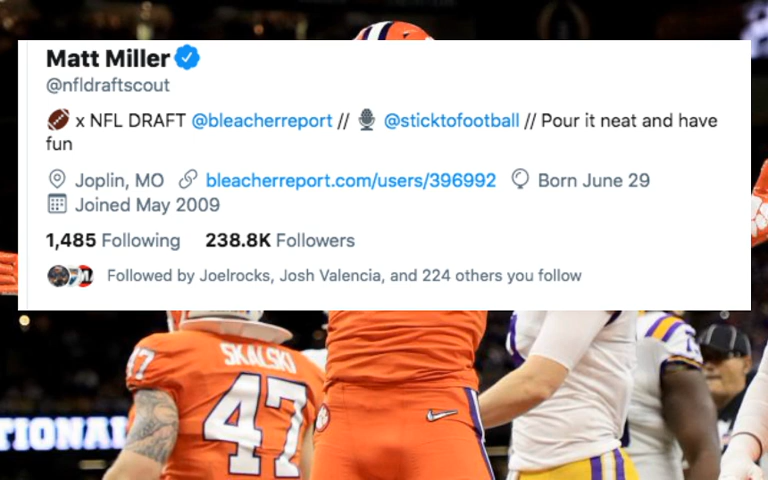 Matt Miller
@nfldraftscout
x NFL DRAFT @bleacherreport // @sticktofootball // Pour it neat and have
fun
Joplin, MO bleacherreport.com/users/396992 Born June 29
Joined May 2009
1,485 Following 238.8K Followers
Followed by Joelrocks, Josh Valencia, and 224 others you follow
47
SKALSKI
47
TIONAL